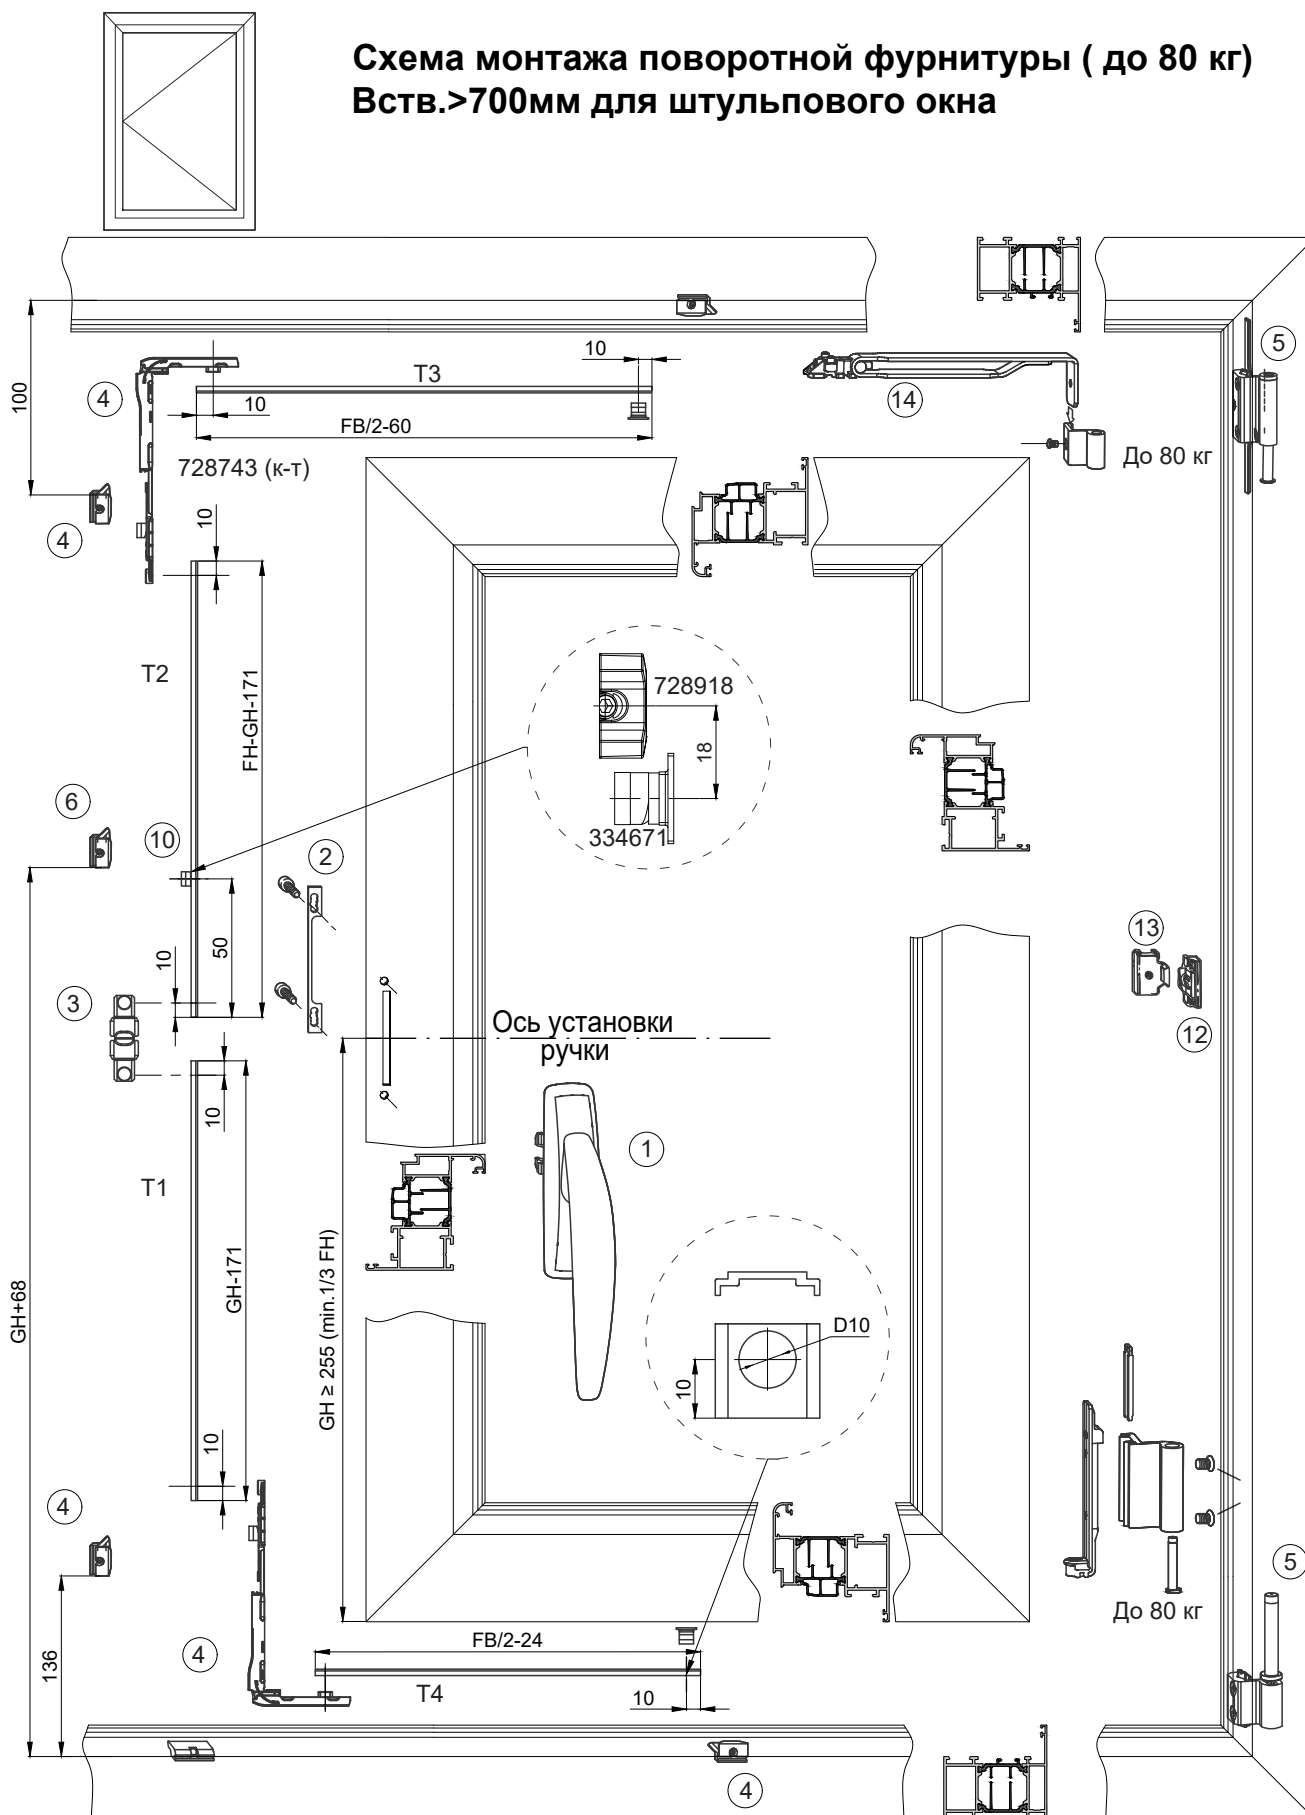 Схема монтажа поворотной фурнитуры ( до 80 кг)
Вств.>700мм для штульпового окна
100
4
T3
10
10
FB/2-60
728743 (к-т)
14
До 80 кг
5
4
10
T2
FH-GH-171
728918
18
334671
6
10
2
50
10
3
13
12
Ось установки
ручки
10
T1
GH-171
GH ≥ 255 (min.1/3 FH)
1
GH+68
D10
10
10
4
136
4
FB/2-24
T4
10
До 80 кг
5
4